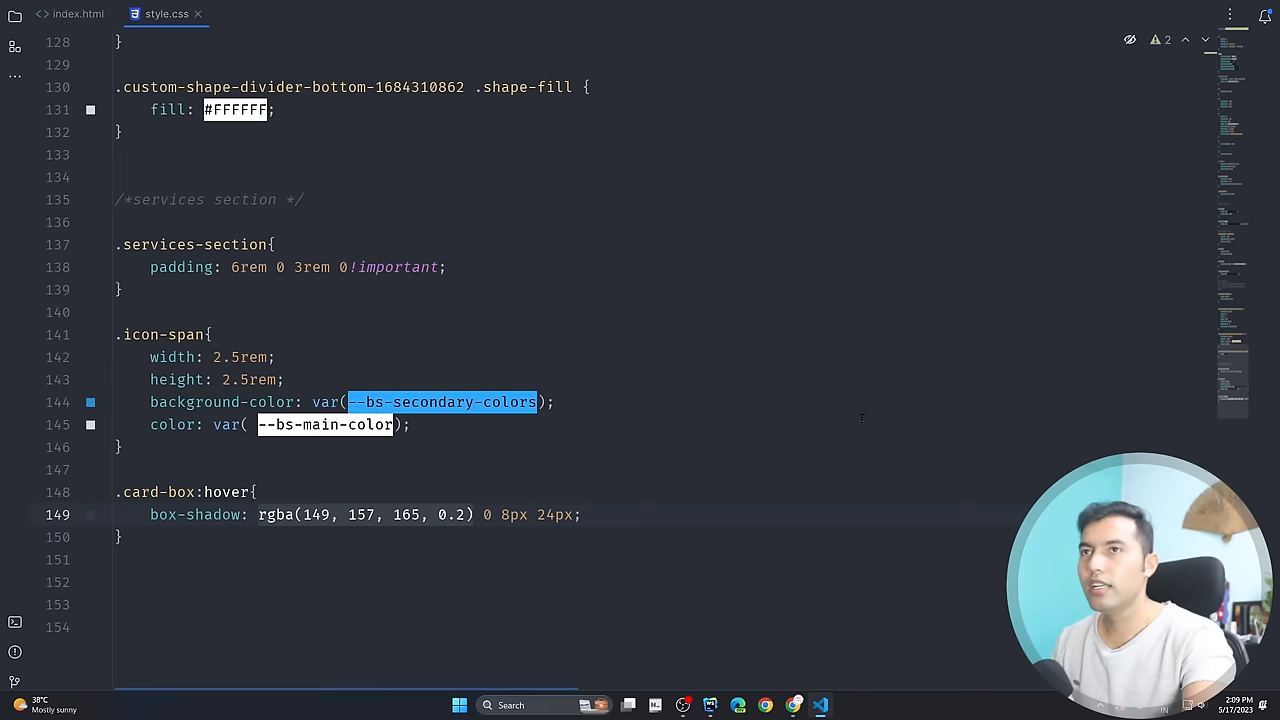 index.html
style.css
2
128 }
129
130 .custom-shape-divider-bottom-1684310562 .shape-fill {
131 fill: #FFFFFF;
132 }
133
134
135 /*services section */
136
137 .services-section{
138 padding: 6rem 0 3rem 0!important;
139 }
140
141 .icon-span{
142 width: 2.5rem;
143 height: 2.5rem;
144 background-color: var(--bs-secondary-colora);
145 color: var( --bs-main-color);
146 }
147
148 .card-box:hover{
149 box-shadow: rgba(149, 157, 165, 0.2) 0 8px 24px;
150 }
151
152
153
154
38°C
Mostly sunny
Search
IN
2:09 PM
5/17/2023